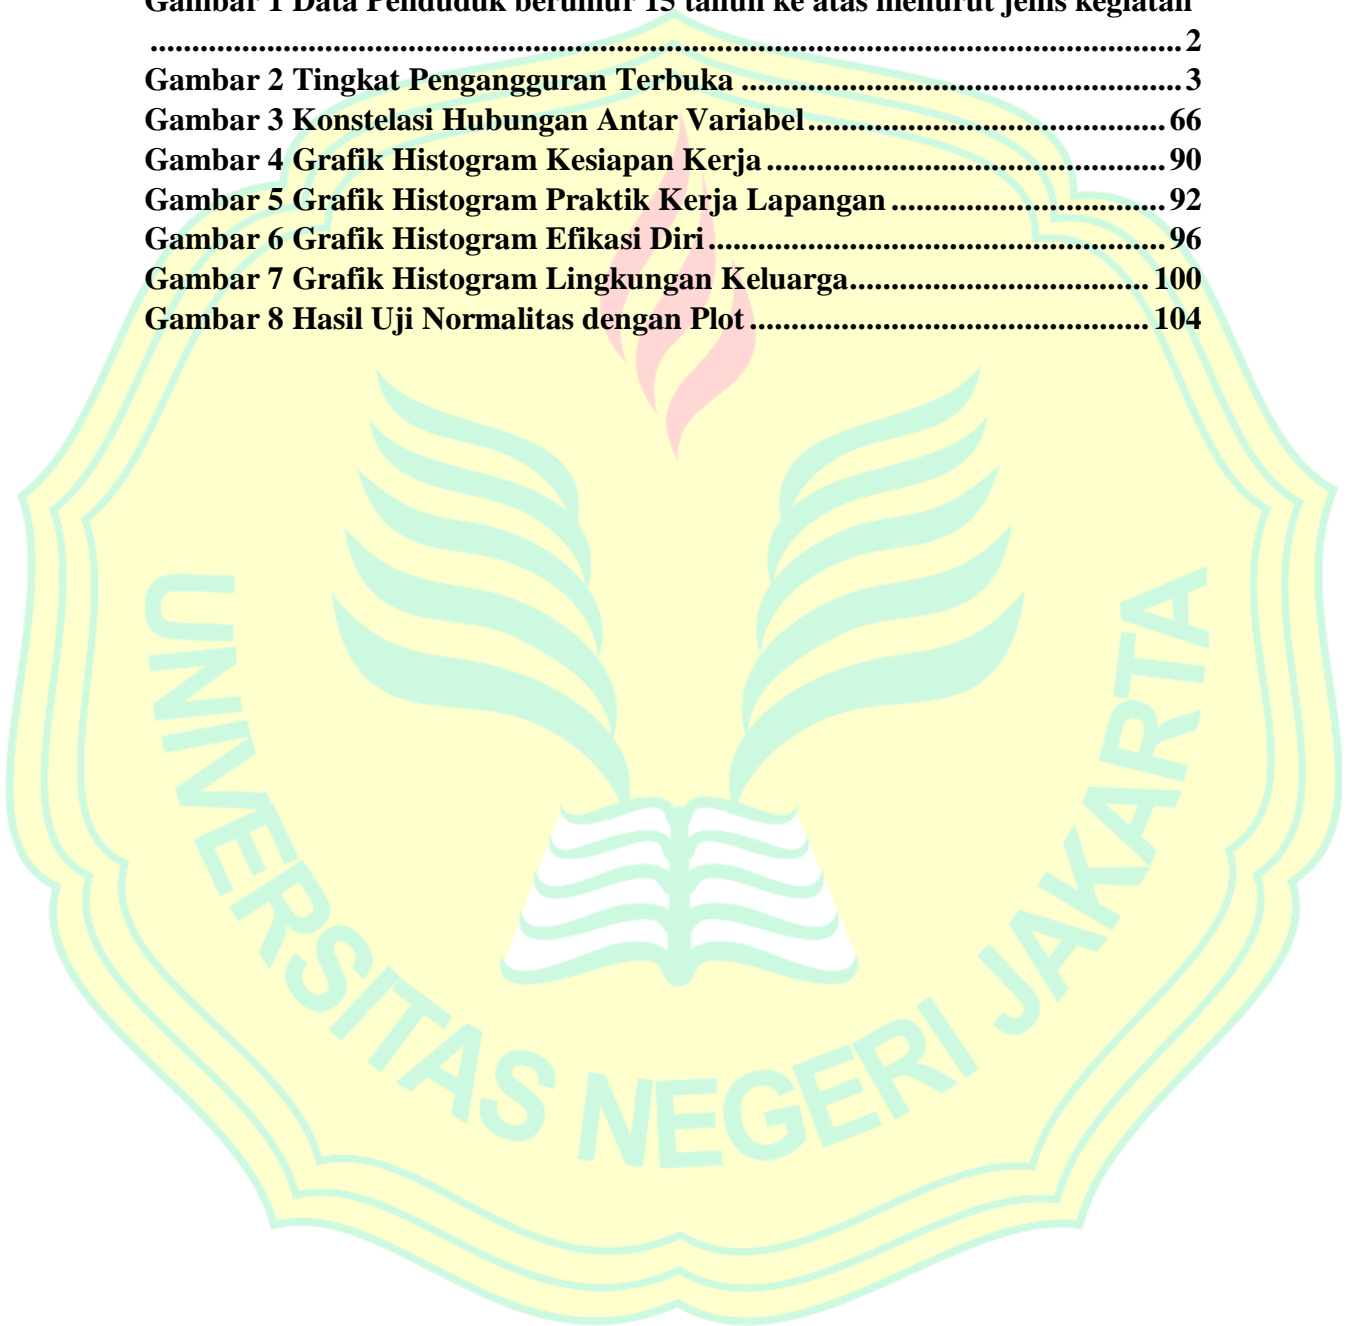 Gambar 1 Data Penduduk berumur 15 tahun ke atas menurut jenis kegiatan
............................................................................................................................. 2
Gambar 2 Tingkat Pengangguran Terbuka ..................................................... 3
Gambar 3 Konstelasi Hubungan Antar Variabel........................................... 66
Gambar 4 Grafik Histogram Kesiapan Kerja ................................................ 90
Gambar 5 Grafik Histogram Praktik Kerja Lapangan ................................. 92
Gambar 6 Grafik Histogram Efikasi Diri....................................................... 96
Gambar 7 Grafik Histogram Lingkungan Keluarga.................................... 100
Gambar 8 Hasil Uji Normalitas dengan Plot ................................................ 104
UNIVERSITAS NEGERI JAKARTA